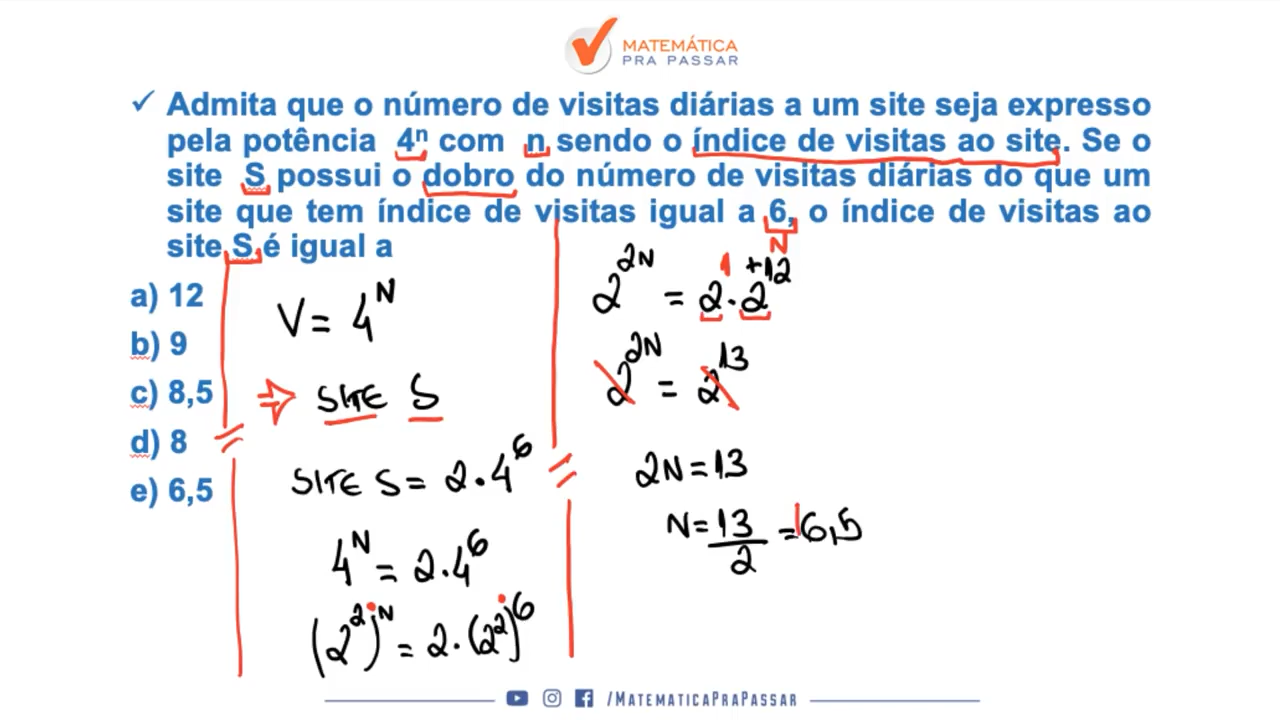 MATEMÁTICA
PRA PASSAR
✓ Admita que o número de visitas diárias a um site seja expresso
pela potência 4ⁿ com n sendo o índice de visitas ao site. Se o
site S possui o dobro do número de visitas diárias do que um
site que tem índice de visitas igual a 6, o índice de visitas ao
site S é igual a
a) 12
b) 9
c) 8,5
d) 8
e) 6,5
V = 4^N
⇒ SITE S
SITE S = 2.4^6
4^N = 2.4^6
(2^2)^N = 2.(2^2)^6
N
2^2N = 2^1.2^+12
2^2N = 2^13
2N = 13
N = 13/2 = 6,5
/MatematicaPraPassar